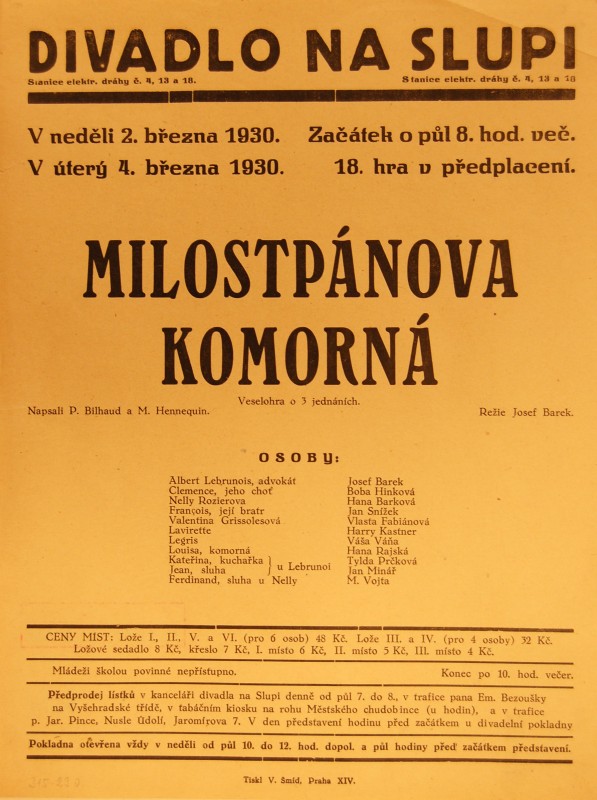 DIVADLO NA SLUPI
Stanice elektr. dráhy č. 4, 13 a 18. Stanice elektr. dráhy č. 4, 13 a 18
V neděli 2. března 1930. Začátek o půl 8. hod. več.
V úterý 4. března 1930. 18. hra v předplacení.
MILOSTPÁNOVA
KOMORNÁ
Veselohra o 3 jednáních.
Napsali P. Bilhaud a M. Hennequin. Režie Josef Barek.
OSOBY:
Albert Lebrunois, advokát Josef Barek
Clemence, jeho choť Boba Hinková
Nelly Rozierova Hana Barková
François, její bratr Jan Snížek
Valentina Grissolesová Vlasta Fabiánová
Lavirette Harry Kastner
Legris Váša Váňa
Louisa, komorná Hana Rajská
Kateřina, kuchařka } u Lebrunoi Tylda Prčková
Jean, sluha Jan Minář
Ferdinand, sluha u Nelly M. Vojta
CENY MÍST: Lože I., II., V. a VI. (pro 6 osob) 48 Kč. Lože III. a IV. (pro 4 osoby) 32 Kč.
Ložové sedadlo 8 Kč, křeslo 7 Kč, I. místo 6 Kč, II. místo 5 Kč, III. místo 4 Kč.
Mládeži školou povinné nepřístupno. Konec po 10. hod. večer.
Předprodej lístků v kanceláři divadla na Slupi denně od půl 7. do 8., v trafice pana Em. Bezoušky
na Vyšehradské třídě, v tabáčním kiosku na rohu Městského chudobince (u hodin), a v trafice
p. Jar. Pince, Nusle údolí, Jaromírova 7. V den představení hodinu před začátkem u divadelní pokladny
Pokladna otevřena vždy v neděli od půl 10. do 12. hod. dopol. a půl hodiny před začátkem představení.
Tiskl V. Šmíd, Praha XIV.